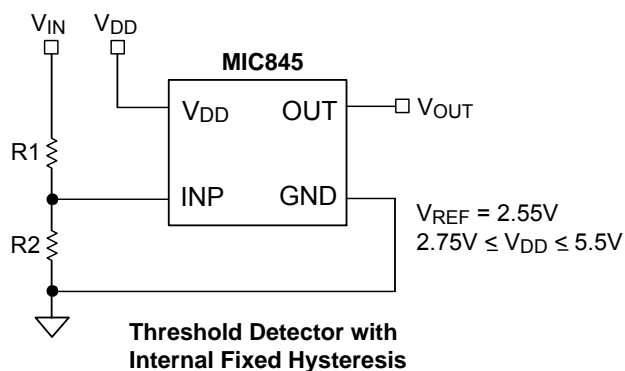 VIN VDD
MIC845
VDD OUT VOUT
R1
INP GND
VREF = 2.55V
R2
2.75V ≤ VDD ≤ 5.5V
Threshold Detector with
Internal Fixed Hysteresis